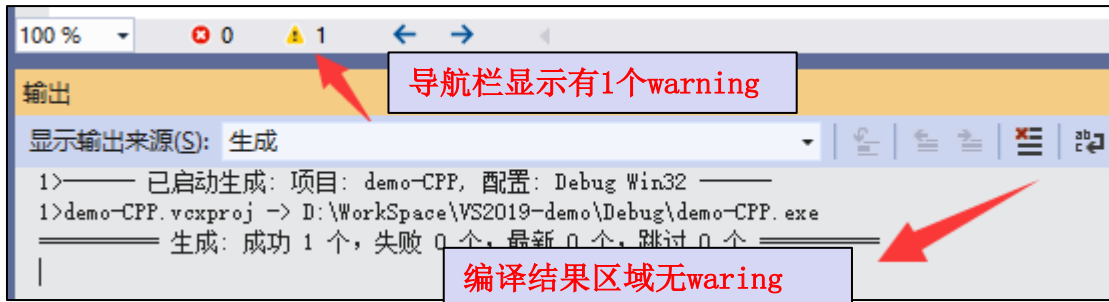 100 %
0
1
导航栏显示有1个warning
输出
显示输出来源(S): 生成
1>—— 已启动生成: 项目: demo-CPP, 配置: Debug Win32 ——
1>demo-CPP.vcxproj -> D:\WorkSpace\VS2019-demo\Debug\demo-CPP.exe
========== 生成: 成功 1 个，失败 0 个，最新 0 个，跳过 0 个 ==========
编译结果区域无waring